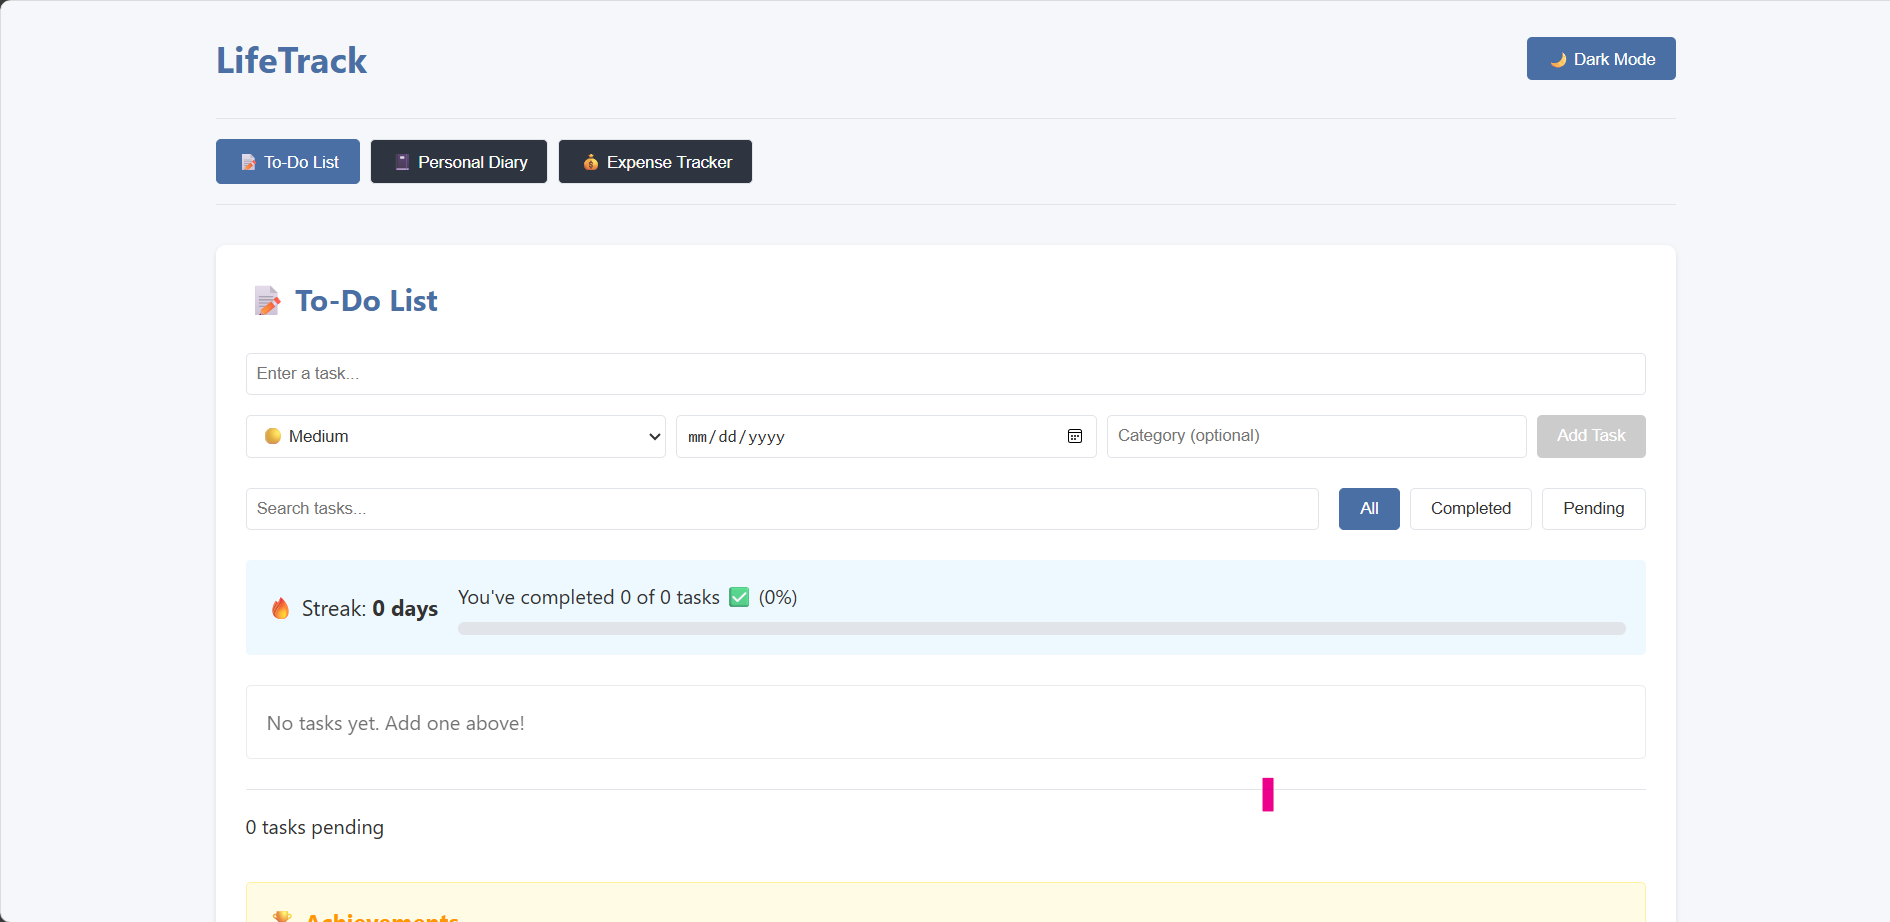 LifeTrack
🌙 Dark Mode
📝 To-Do List
📓 Personal Diary
💰 Expense Tracker
📝 To-Do List
Enter a task...
🟡 Medium
mm/dd/yyyy
Category (optional)
Add Task
Search tasks...
All
Completed
Pending
🔥 Streak: 0 days
You've completed 0 of 0 tasks ✅ (0%)
No tasks yet. Add one above!
0 tasks pending
🏆 Achievements